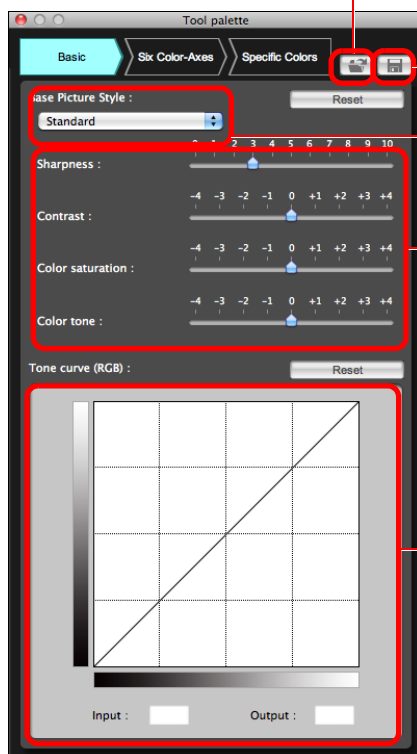 Tool palette
Basic Six Color-Axes Specific Colors
Base Picture Style : Reset
Standard
0 1 2 3 4 5 6 7 8 9 10
Sharpness :
-4 -3 -2 -1 0 +1 +2 +3 +4
Contrast :
-4 -3 -2 -1 0 +1 +2 +3 +4
Color saturation :
-4 -3 -2 -1 0 +1 +2 +3 +4
Color tone :
Tone curve (RGB) : Reset
Input : Output :